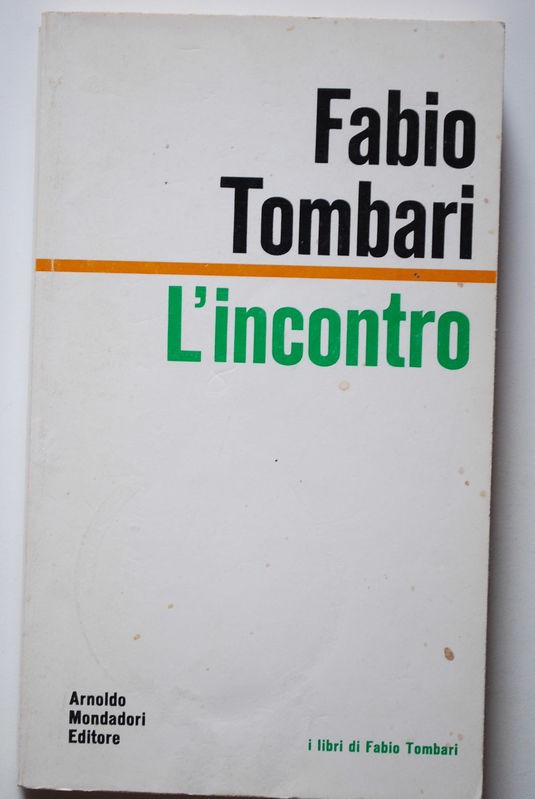 Fabio
Tombari
L'incontro
Arnoldo
Mondadori
Editore
i libri di Fabio Tombari